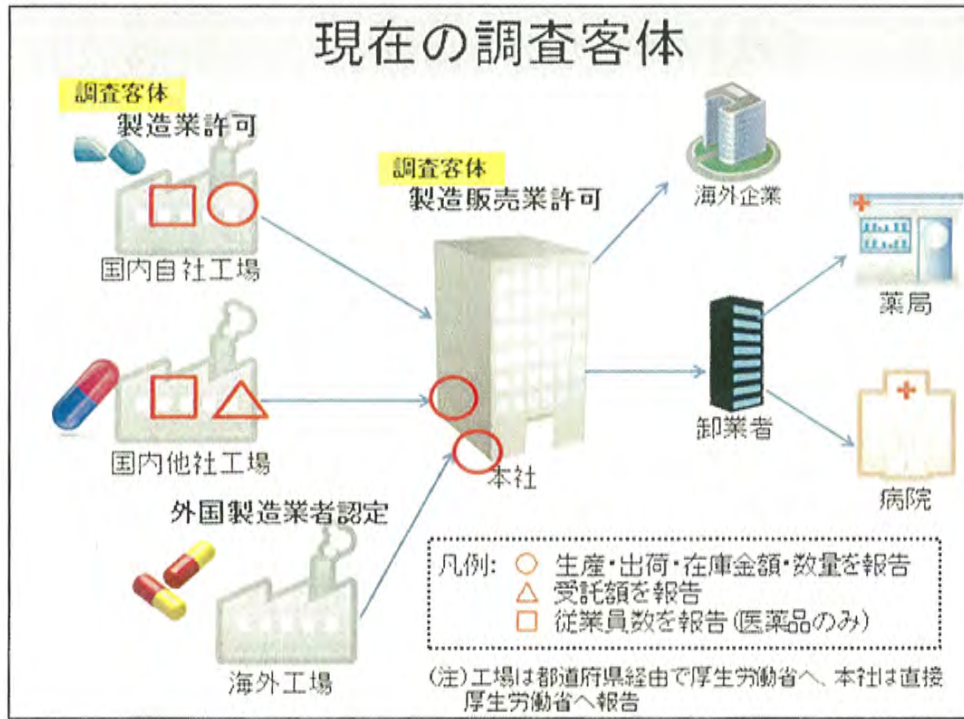 現在の調査客体
調査客体
製造業許可
国内自社工場
国内他社工場
外国製造業者認定
海外工場
調査客体
製造販売業許可
本社
海外企業
卸業者
薬局
病院
凡例: ○ 生産・出荷・在庫金額・数量を報告
△ 受託額を報告
□ 従業員数を報告(医薬品のみ)
(注)工場は都道府県経由で厚生労働省へ、本社は直接
厚生労働省へ報告